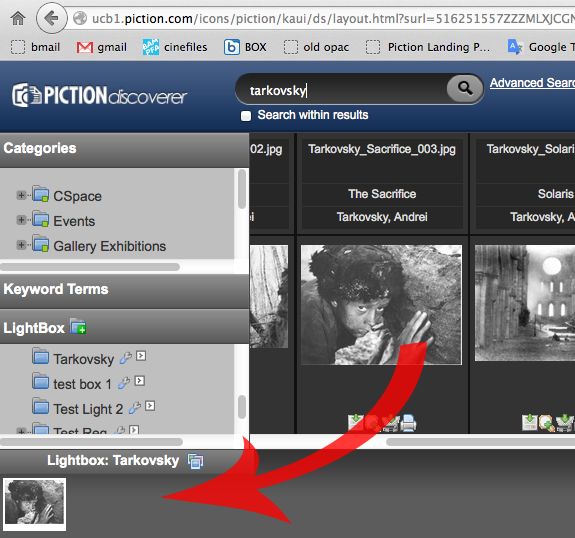 ucb1.piction.com/icons/piction/kaui/ds/layout.html?surl=516251557ZZZMLXJCGN
bmail gmail cinefiles BOX old opac Piction Landing P... Google T
PICTION discoverer tarkovsky Advanced Sear
Search within results
Categories
CSpace
Events
Gallery Exhibitions
Keyword Terms
LightBox
Tarkovsky
test box 1
Test Light 2
Test Reg
Lightbox: Tarkovsky
02.jpg Tarkovsky_Sacrifice_003.jpg Tarkovsky_Solaris
The Sacrifice Solaris
ei Tarkovsky, Andrei Tarkovsky, A